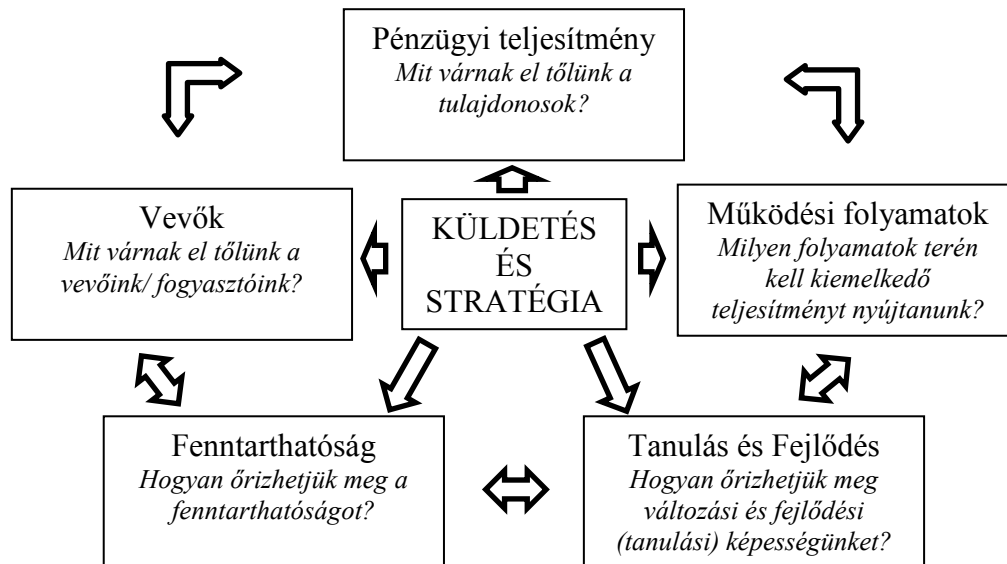 Pénzügyi teljesítmény
Mit várnak el tőlünk a
tulajdonosok?
Vevők
Mit várnak el tőlünk a
vevőink/ fogyasztóink?
KÜLDETÉS
ÉS
STRATÉGIA
Működési folyamatok
Milyen folyamatok terén
kell kiemelkedő
teljesítményt nyújtanunk?
Fenntarthatóság
Hogyan őrizhetjük meg a
fenntarthatóságot?
Tanulás és Fejlődés
Hogyan őrizhetjük meg
változási és fejlődési
(tanulási) képességünket?